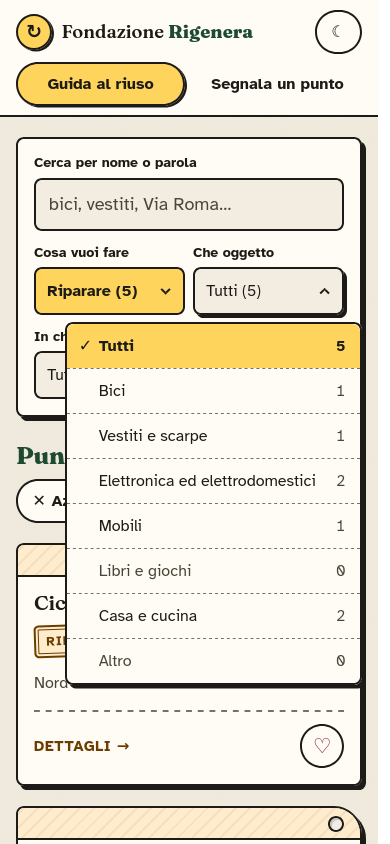 Fondazione Rigenera
Guida al riuso
Segnala un punto
Cerca per nome o parola
bici, vestiti, Via Roma...
Cosa vuoi fare
Che oggetto
Riparare (5)
Tutti (5)
✓ Tutti 5
Bici 1
Vestiti e scarpe 1
Elettronica ed elettrodomestici 2
Mobili 1
Libri e giochi 0
Casa e cucina 2
Altro 0
Nord
DETTAGLI →